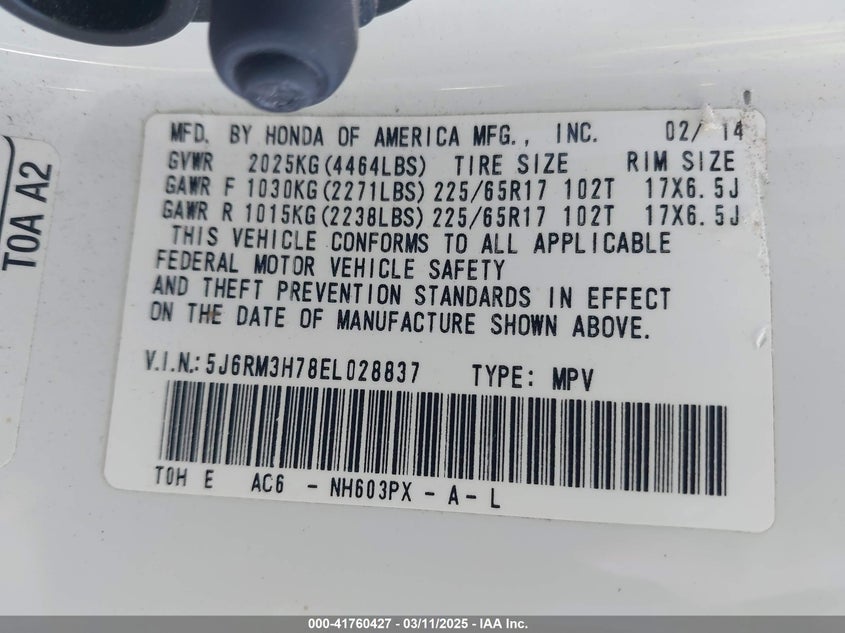 MFD. BY HONDA OF AMERICA MFG., INC. 02/ 14
GVWR 2025KG(4464LBS) TIRE SIZE RIM SIZE
GAWR F 1030KG(2271LBS) 225/65R17 102T 17X6.5J
GAWR R 1015KG(2238LBS) 225/65R17 102T 17X6.5J
THIS VEHICLE CONFORMS TO ALL APPLICABLE
FEDERAL MOTOR VEHICLE SAFETY
AND THEFT PREVENTION STANDARDS IN EFFECT
ON THE DATE OF MANUFACTURE SHOWN ABOVE.
V.I.N.: 5J6RM3H78EL028837 TYPE: MPV
T0H E AC6 - NH603PX - A - L
T0A A2
000-41760427 - 03/11/2025 - IAA Inc.